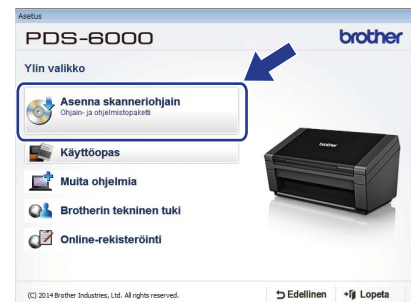 Asetus
PDS-6000
brother
Ylin valikko
Asenna skanneriohjain
Ohjain- ja ohjelmistopaketti
Käyttöopas
Muita ohjelmia
Brotherin tekninen tuki
Online-rekisteröinti
brother
(C) 2014 Brother Industries, Ltd. All rights reserved.
Edellinen
Lopeta